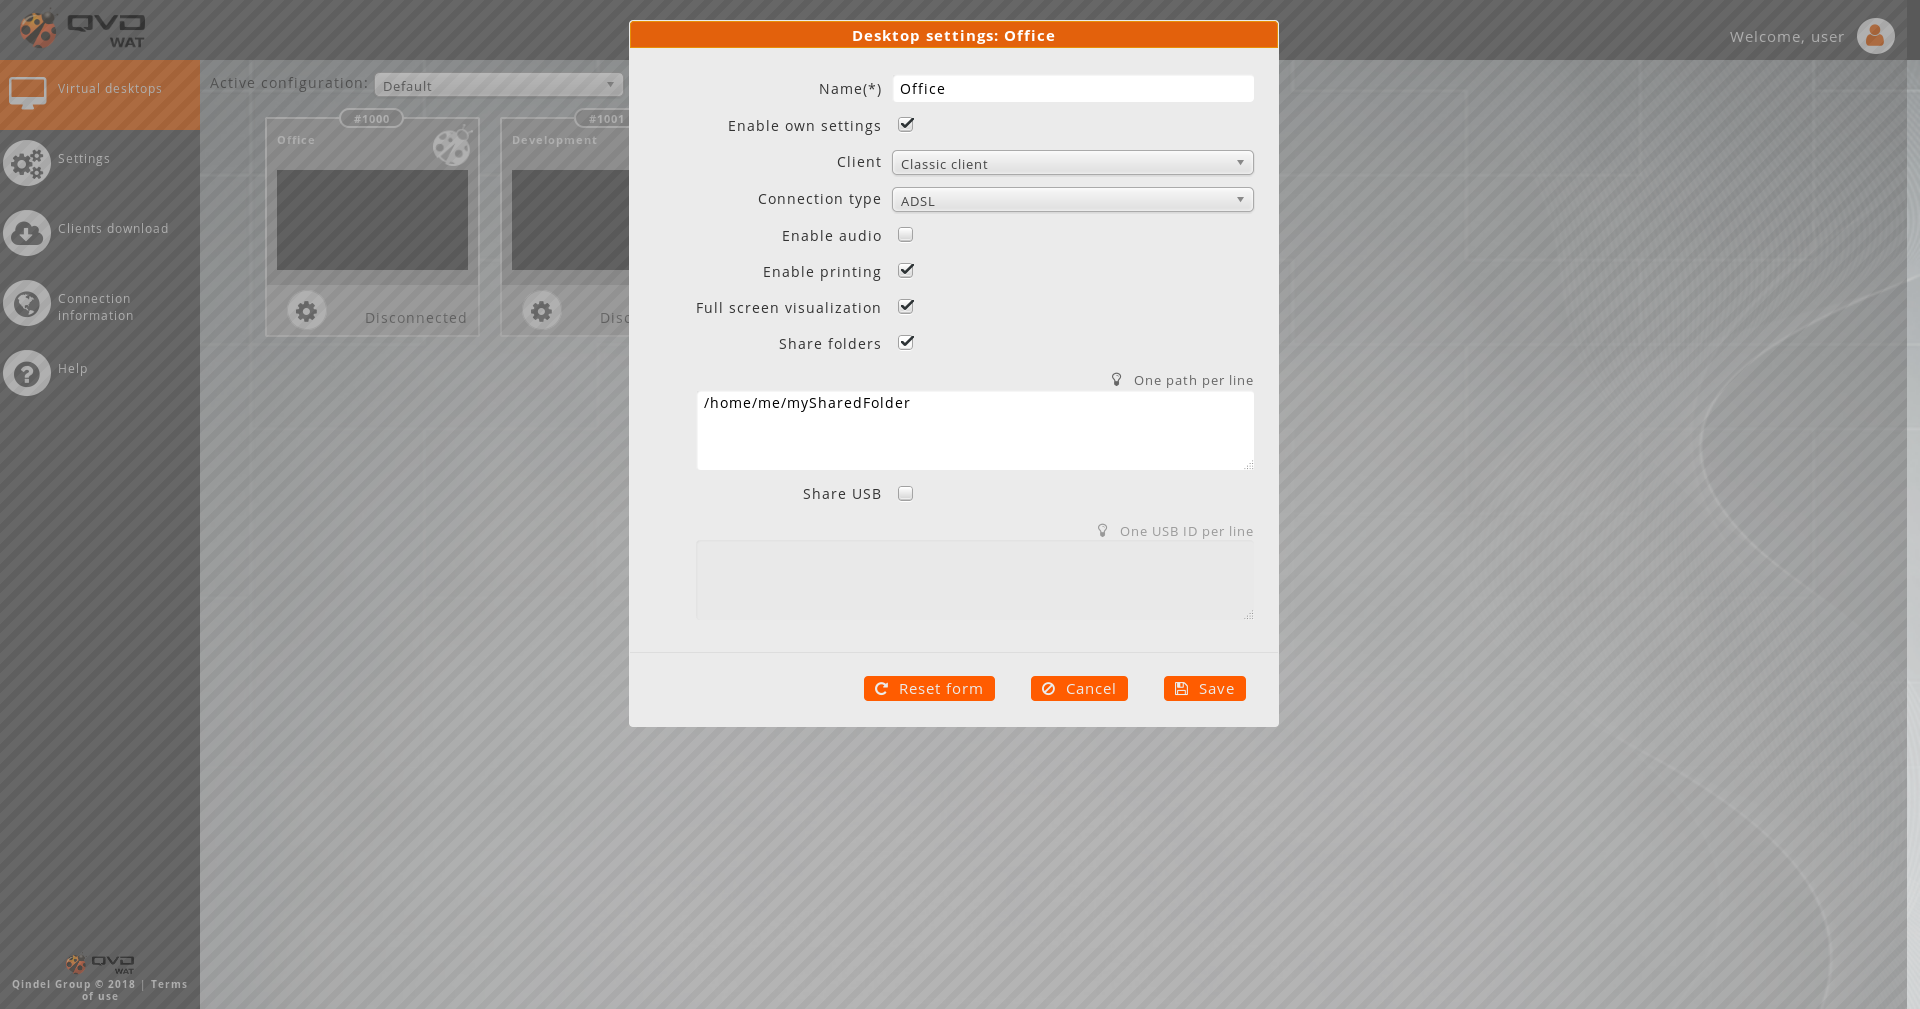 QVD
WAT
Welcome, user
Virtual desktops
Settings
Clients download
Connection
information
Help
QVD
WAT
Qindel Group © 2018 | Terms
of use
Active configuration:
Default
#1000
Office
Disconnected
#1001
Development
Disc
Desktop settings: Office
Name(*)
Office
Enable own settings
Client
Classic client
Connection type
ADSL
Enable audio
Enable printing
Full screen visualization
Share folders
One path per line
/home/me/mySharedFolder
Share USB
One USB ID per line
Reset form
Cancel
Save